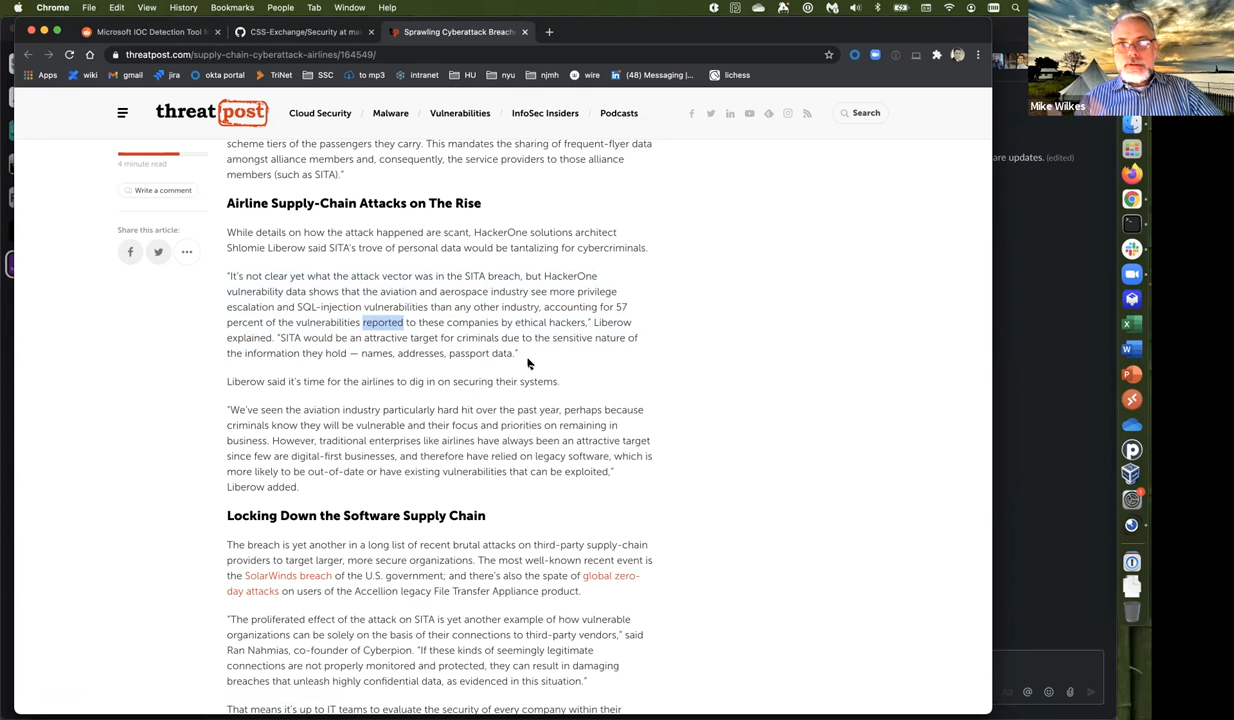 Chrome File Edit View History Bookmarks Profiles Tab People Window Help
Microsoft IOC Detection Tool f
CSS-Exchange/Security at mai
Sprawling Cyberattack Breache
threatpost.com/supply-chain-cyberattack-airlines/164549/
Apps wiki gmail jira okta portal TriNet SSC to mp3 intranet HU nyu njmh wire (48) Messaging |... lichess
Mike Wilkes
threatpost Cloud Security Malware Vulnerabilities InfoSec Insiders Podcasts Search
are updates. (edited)
4 minute read
Write a comment
Share this article:
scheme tiers of the passengers they carry. This mandates the sharing of frequent-flyer data
amongst alliance members and, consequently, the service providers to those alliance
members (such as SITA).”
Airline Supply-Chain Attacks on The Rise
While details on how the attack happened are scant, HackerOne solutions architect
Shlomie Liberow said SITA’s trove of personal data would be tantalizing for cybercriminals.
“It’s not clear yet what the attack vector was in the SITA breach, but HackerOne
vulnerability data shows that the aviation and aerospace industry see more privilege
escalation and SQL-injection vulnerabilities than any other industry, accounting for 57
percent of the vulnerabilities reported to these companies by ethical hackers,” Liberow
explained. “SITA would be an attractive target for criminals due to the sensitive nature of
the information they hold — names, addresses, passport data.”
Liberow said it’s time for the airlines to dig in on securing their systems.
“We’ve seen the aviation industry particularly hard hit over the past year, perhaps because
criminals know they will be vulnerable and their focus and priorities on remaining in
business. However, traditional enterprises like airlines have always been an attractive target
since few are digital-first businesses, and therefore have relied on legacy software, which is
more likely to be out-of-date or have existing vulnerabilities that can be exploited,”
Liberow added.
Locking Down the Software Supply Chain
The breach is yet another in a long list of recent brutal attacks on third-party supply-chain
providers to target larger, more secure organizations. The most well-known recent event is
the SolarWinds breach of the U.S. government; and there’s also the spate of global zero-
day attacks on users of the Accellion legacy File Transfer Appliance product.
“The proliferated effect of the attack on SITA is yet another example of how vulnerable
organizations can be solely on the basis of their connections to third-party vendors,” said
Ran Nahmias, co-founder of Cyberpion. “If these kinds of seemingly legitimate
connections are not properly monitored and protected, they can result in damaging
breaches that unleash highly confidential data, as evidenced in this situation.”
That means it’s up to IT teams to evaluate the security of every company within their